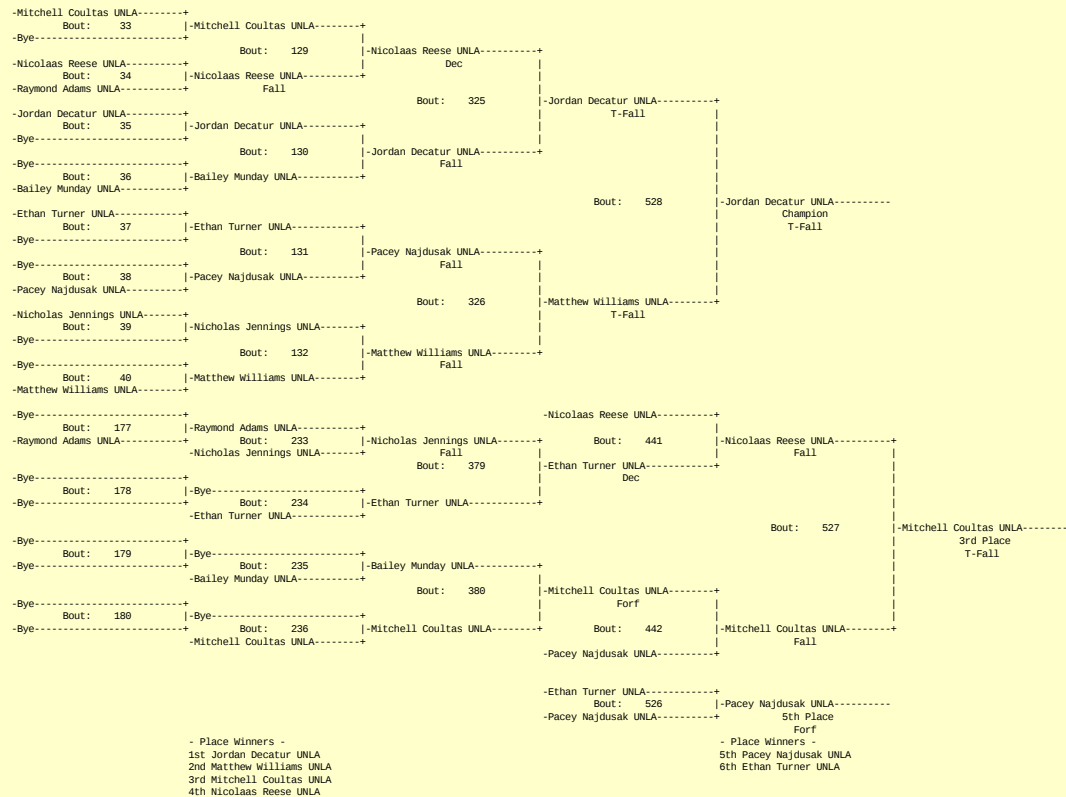 -Mitchell Coultas UNLA--------+
Bout: 33 |-Mitchell Coultas UNLA--------+
-Bye--------------------------+ |
Bout: 129 |-Nicolaas Reese UNLA----------+
-Nicolaas Reese UNLA----------+ | Dec |
Bout: 34 |-Nicolaas Reese UNLA----------+ |
-Raymond Adams UNLA-----------+ Fall |
Bout: 325 |-Jordan Decatur UNLA----------+
-Jordan Decatur UNLA----------+ | T-Fall |
Bout: 35 |-Jordan Decatur UNLA----------+ | |
-Bye--------------------------+ | | |
Bout: 130 |-Jordan Decatur UNLA----------+ |
-Bye--------------------------+ | Fall |
Bout: 36 |-Bailey Munday UNLA-----------+ |
-Bailey Munday UNLA-----------+ |
Bout: 528 |-Jordan Decatur UNLA----------
-Ethan Turner UNLA------------+ | Champion
Bout: 37 |-Ethan Turner UNLA------------+ | T-Fall
-Bye--------------------------+ | |
Bout: 131 |-Pacey Najdusak UNLA----------+ |
-Bye--------------------------+ | Fall | |
Bout: 38 |-Pacey Najdusak UNLA----------+ | |
-Pacey Najdusak UNLA----------+ | |
Bout: 326 |-Matthew Williams UNLA--------+
-Nicholas Jennings UNLA-------+ | T-Fall
Bout: 39 |-Nicholas Jennings UNLA-------+ |
-Bye--------------------------+ | |
Bout: 132 |-Matthew Williams UNLA--------+
-Bye--------------------------+ | Fall
Bout: 40 |-Matthew Williams UNLA--------+
-Matthew Williams UNLA--------+
-Bye--------------------------+ -Nicolaas Reese UNLA----------+
Bout: 177 |-Raymond Adams UNLA-----------+ |
-Raymond Adams UNLA-----------+ Bout: 233 |-Nicholas Jennings UNLA-------+ Bout: 441 |-Nicolaas Reese UNLA----------+
-Nicholas Jennings UNLA-------+ Fall | | Fall |
Bout: 379 |-Ethan Turner UNLA------------+ |
-Bye--------------------------+ | Dec |
Bout: 178 |-Bye--------------------------+ | |
-Bye--------------------------+ Bout: 234 |-Ethan Turner UNLA------------+ |
-Ethan Turner UNLA------------+ |
Bout: 527 |-Mitchell Coultas UNLA--------
-Bye--------------------------+ | 3rd Place
Bout: 179 |-Bye--------------------------+ | T-Fall
-Bye--------------------------+ Bout: 235 |-Bailey Munday UNLA-----------+ |
-Bailey Munday UNLA-----------+ | |
Bout: 380 |-Mitchell Coultas UNLA--------+ |
-Bye--------------------------+ | Forf | |
Bout: 180 |-Bye--------------------------+ | | |
-Bye--------------------------+ Bout: 236 |-Mitchell Coultas UNLA--------+ Bout: 442 |-Mitchell Coultas UNLA--------+
-Mitchell Coultas UNLA--------+ | Fall
-Pacey Najdusak UNLA----------+
-Ethan Turner UNLA------------+
Bout: 526 |-Pacey Najdusak UNLA----------
-Pacey Najdusak UNLA----------+ 5th Place
Forf
- Place Winners - - Place Winners -
1st Jordan Decatur UNLA 5th Pacey Najdusak UNLA
2nd Matthew Williams UNLA 6th Ethan Turner UNLA
3rd Mitchell Coultas UNLA
4th Nicolaas Reese UNLA